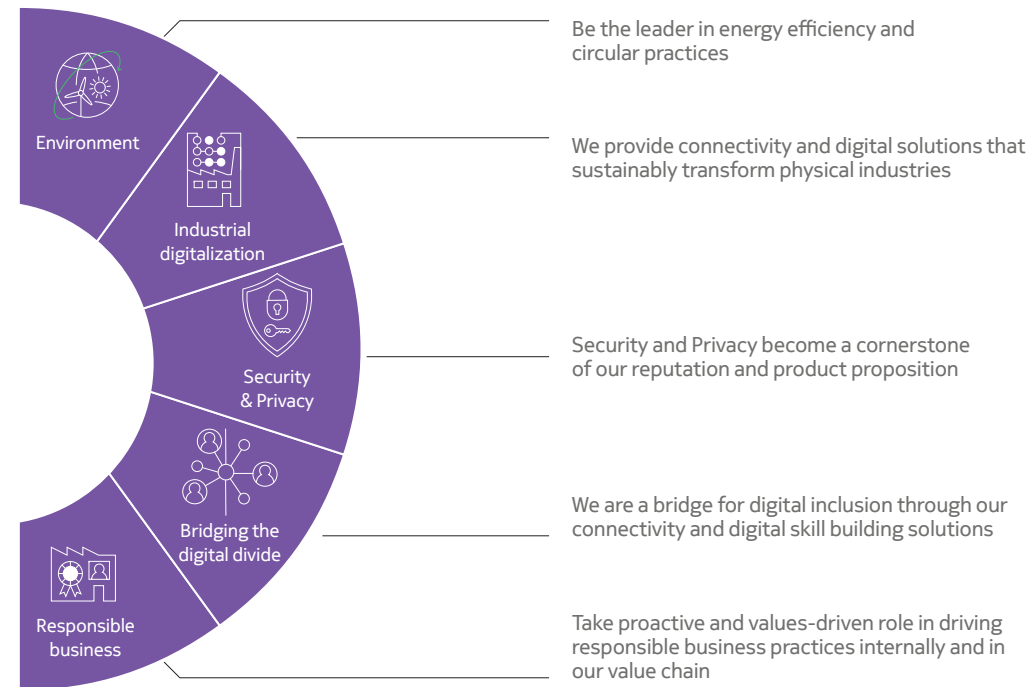 Environment
Be the leader in energy efficiency and
circular practices
Industrial
digitalization
We provide connectivity and digital solutions that
sustainably transform physical industries
Security
& Privacy
Security and Privacy become a cornerstone
of our reputation and product proposition
Bridging the
digital divide
We are a bridge for digital inclusion through our
connectivity and digital skill building solutions
Responsible
business
Take proactive and values-driven role in driving
responsible business practices internally and in
our value chain